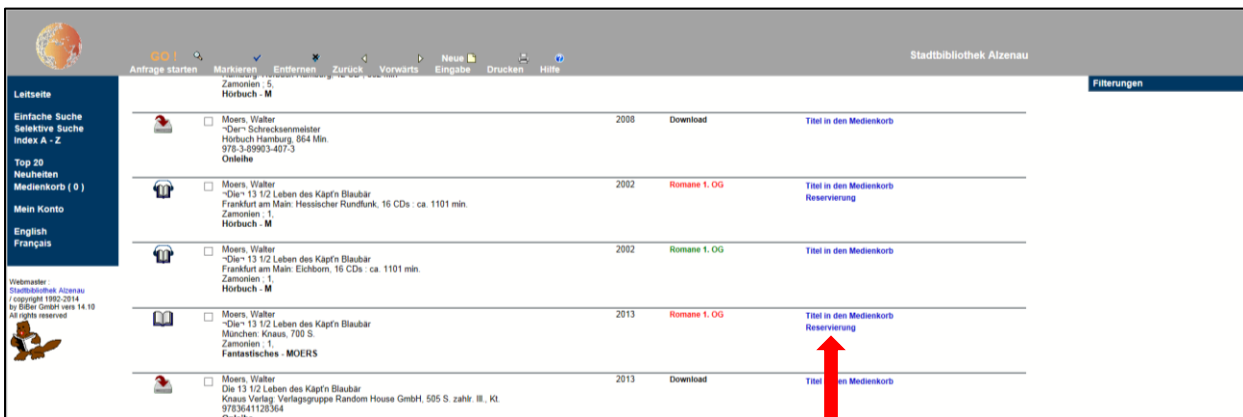 GO !
Neue
Anfrage starten Markieren Entfernen Zurück Vorwärts Eingabe Drucken Hilfe
Stadtbibliothek Alzenau
Leitseite
Einfache Suche
Selektive Suche
Index A - Z
Top 20
Neuheiten
Medienkorb ( 0 )
Mein Konto
English
Français
Webmaster :
Stadtbibliothek Alzenau
/ copyright 1992-2014
by BiBer GmbH vers 14.10
All rights reserved
Zamonien ; 5,
Hörbuch - M
Moers, Walter 2008 Download Titel in den Medienkorb
¬Der¬ Schrecksenmeister
Hörbuch Hamburg, 864 Min.
978-3-89903-407-3
Onleihe
Moers, Walter 2002 Romane 1. OG Titel in den Medienkorb
¬Die¬ 13 1/2 Leben des Käpt'n Blaubär Reservierung
Frankfurt am Main: Hessischer Rundfunk, 16 CDs : ca. 1101 min.
Zamonien ; 1,
Hörbuch - M
Moers, Walter 2002 Romane 1. OG Titel in den Medienkorb
¬Die¬ 13 1/2 Leben des Käpt'n Blaubär
Frankfurt am Main: Eichborn, 16 CDs : ca. 1101 min.
Zamonien ; 1,
Hörbuch - M
Moers, Walter 2013 Romane 1. OG Titel in den Medienkorb
¬Die¬ 13 1/2 Leben des Käpt'n Blaubär Reservierung
München: Knaus, 700 S.
Zamonien ; 1,
Fantastisches - MOERS
Moers, Walter 2013 Download Titel den Medienkorb
Die 13 1/2 Leben des Käpt'n Blaubär
Knaus Verlag: Verlagsgruppe Random House GmbH, 505 S. zahlr. Ill., Kt.
9783641128364
Filterungen